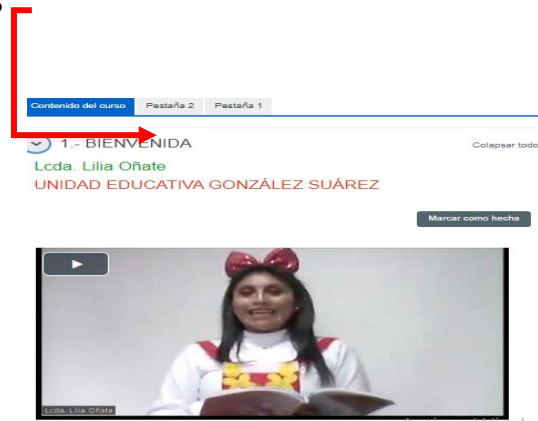 Contenido del curso Pestaña 2 Pestaña 1
1.- BIENVENIDA
Colapsar todo
Lcda. Lilia Oñate
UNIDAD EDUCATIVA GONZÁLEZ SUÁREZ
Marcar como hecha
Lcda. Lilia Oñate